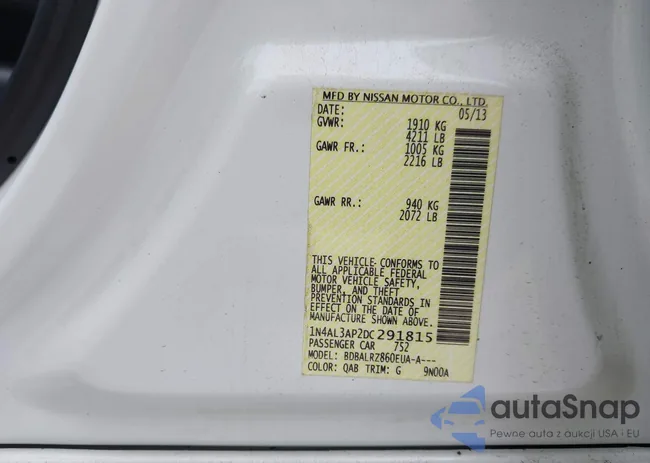 MFD BY NISSAN MOTOR CO., LTD.
DATE: 05/13
GVWR: 1910 KG
4211 LB
GAWR FR.: 1005 KG
2216 LB
GAWR RR.: 940 KG
2072 LB
THIS VEHICLE CONFORMS TO
ALL APPLICABLE FEDERAL
MOTOR VEHICLE SAFETY,
BUMPER, AND THEFT
PREVENTION STANDARDS IN
EFFECT ON THE DATE OF
MANUFACTURE SHOWN ABOVE.
1N4AL3AP2DC291815
PASSENGER CAR 752
MODEL: BDBALRZ860EUA-A---
COLOR: QAB TRIM: G 9N00A
autaSnap
Pewne auta z aukcji USA i EU